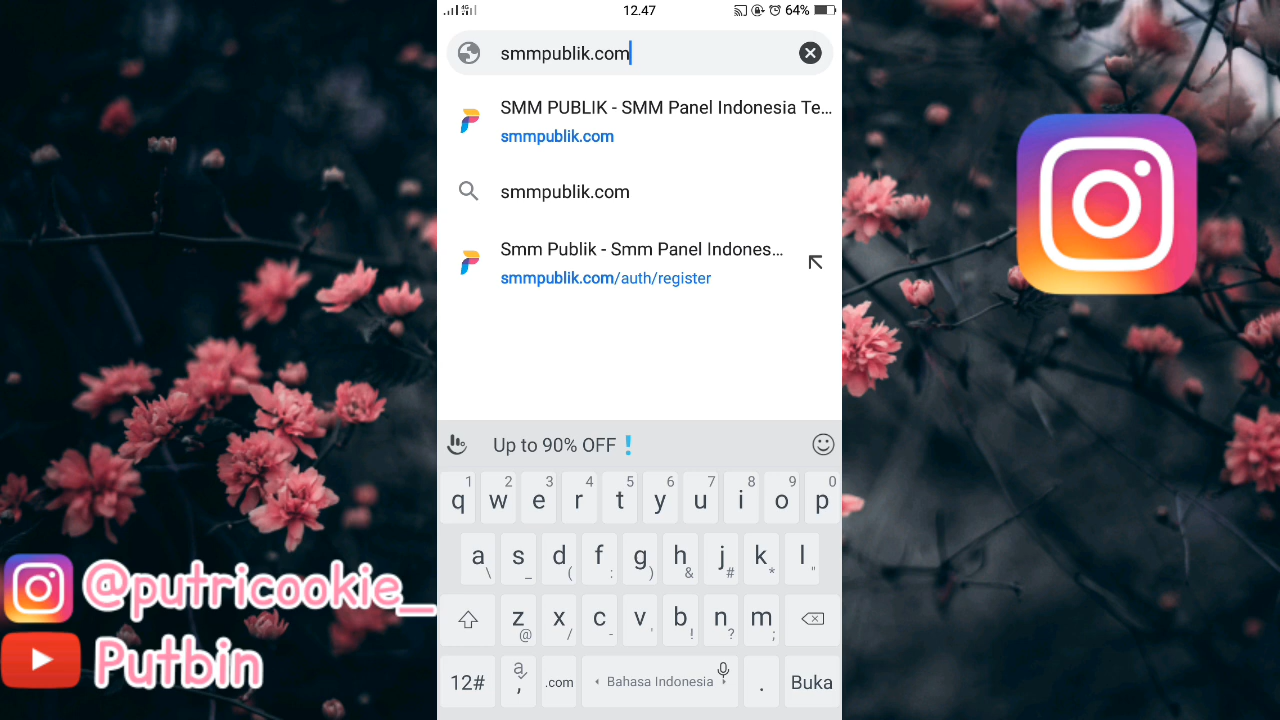 12.47
64%
smmpublik.com
SMM PUBLIK - SMM Panel Indonesia Te...
smmpublik.com
smmpublik.com
Smm Publik - Smm Panel Indones...
smmpublik.com/auth/register
Up to 90% OFF❗
1 2 3 4 5 6 7 8 9 0
q w e r t y u i o p
a s d f g h j k l
\ _ ( : ) & # * "
z x c v b n m
@ / - ' ! ? ;
12# a , .com Bahasa Indonesia . Buka
@putricookie_
Putbin